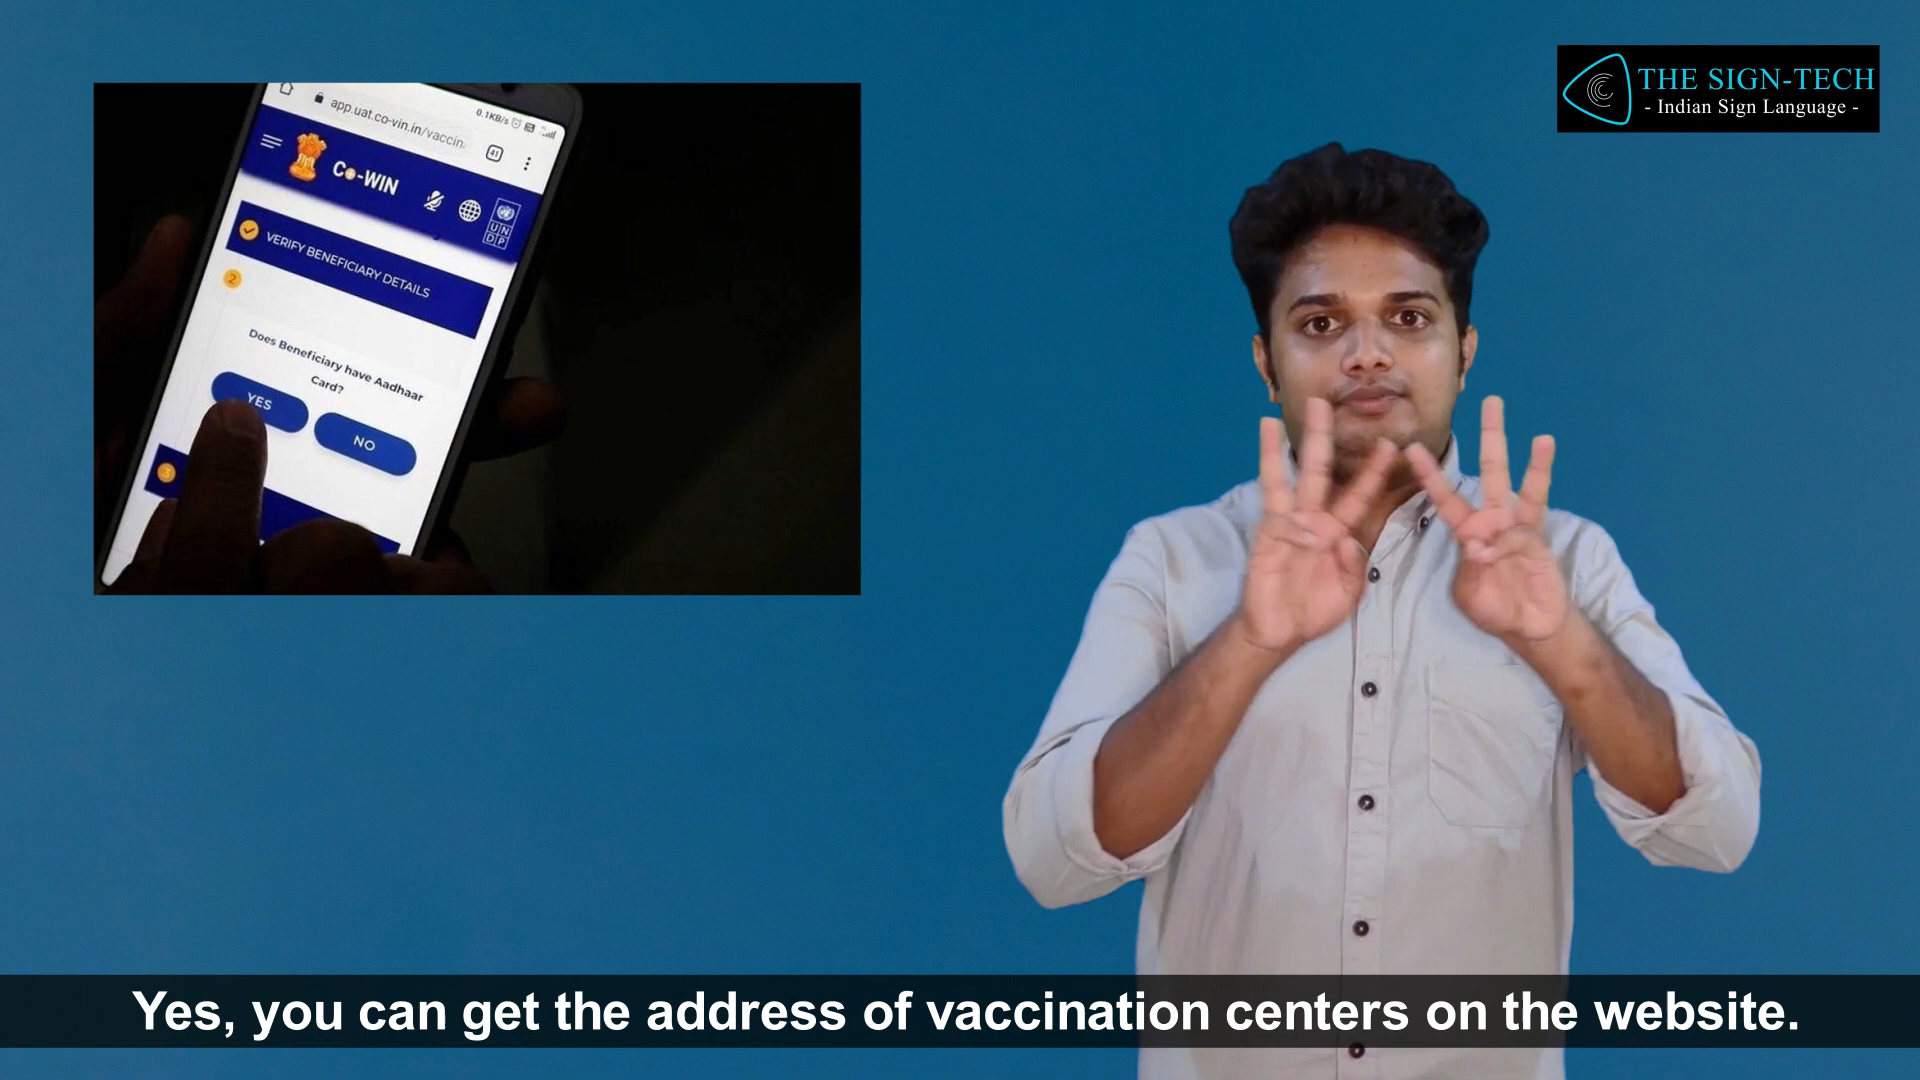 THE SIGN-TECH
- Indian Sign Language -
0.1KB/s
app.uat.co-vin.in/vaccin
41
Co-WIN
UN
DP
VERIFY BENEFICIARY DETAILS
2
Does Beneficiary have Aadhaar
Card?
YES
NO
3
Yes, you can get the address of vaccination centers on the website.